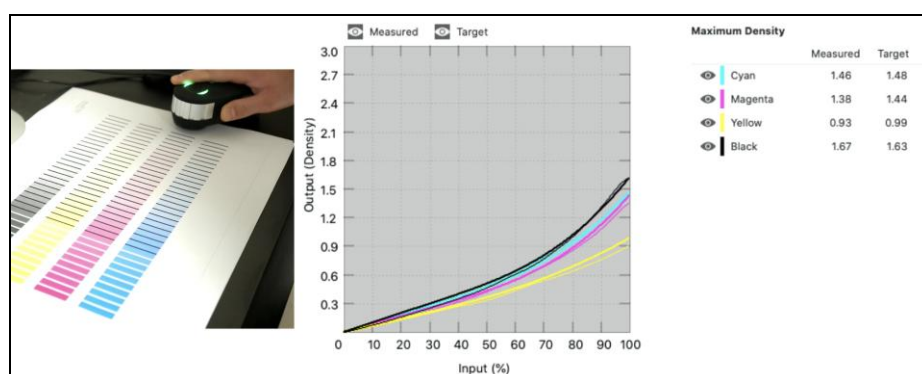 Measured Target
3.0
2.7
2.4
2.1
1.8
1.5
1.2
0.9
0.6
0.3
Output (Density)
0 10 20 30 40 50 60 70 80 90 100
Input (%)
Maximum Density
Measured Target
Cyan 1.46 1.48
Magenta 1.38 1.44
Yellow 0.93 0.99
Black 1.67 1.63